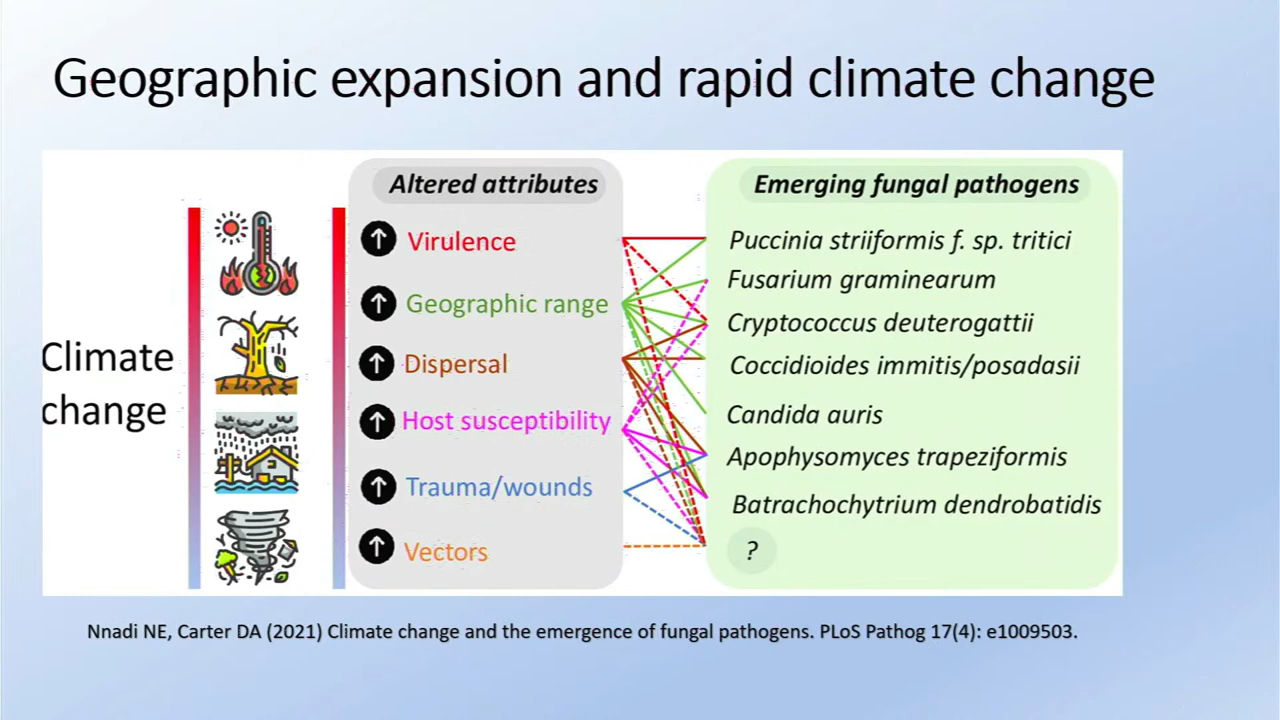 Geographic expansion and rapid climate change
Climate
change
Altered attributes
Virulence
Geographic range
Dispersal
Host susceptibility
Trauma/wounds
Vectors
Emerging fungal pathogens
Puccinia striiformis f. sp. tritici
Fusarium graminearum
Cryptococcus deuterogattii
Coccidioides immitis/posadasii
Candida auris
Apophysomyces trapeziformis
Batrachochytrium dendrobatidis
?
Nnadi NE, Carter DA (2021) Climate change and the emergence of fungal pathogens. PLoS Pathog 17(4): e1009503.